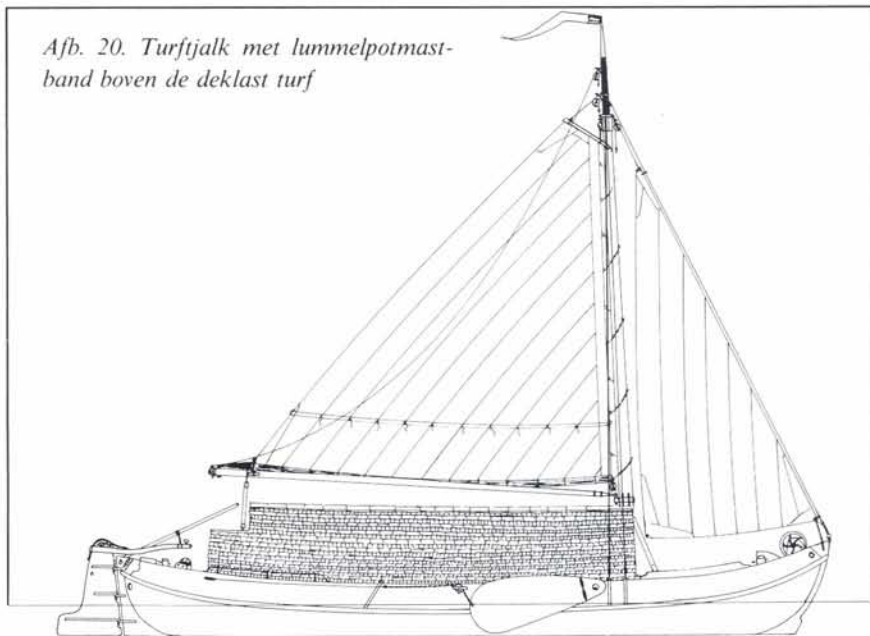 Afb. 20. Turftjalk met lummelpotmast-
band boven de deklast turf